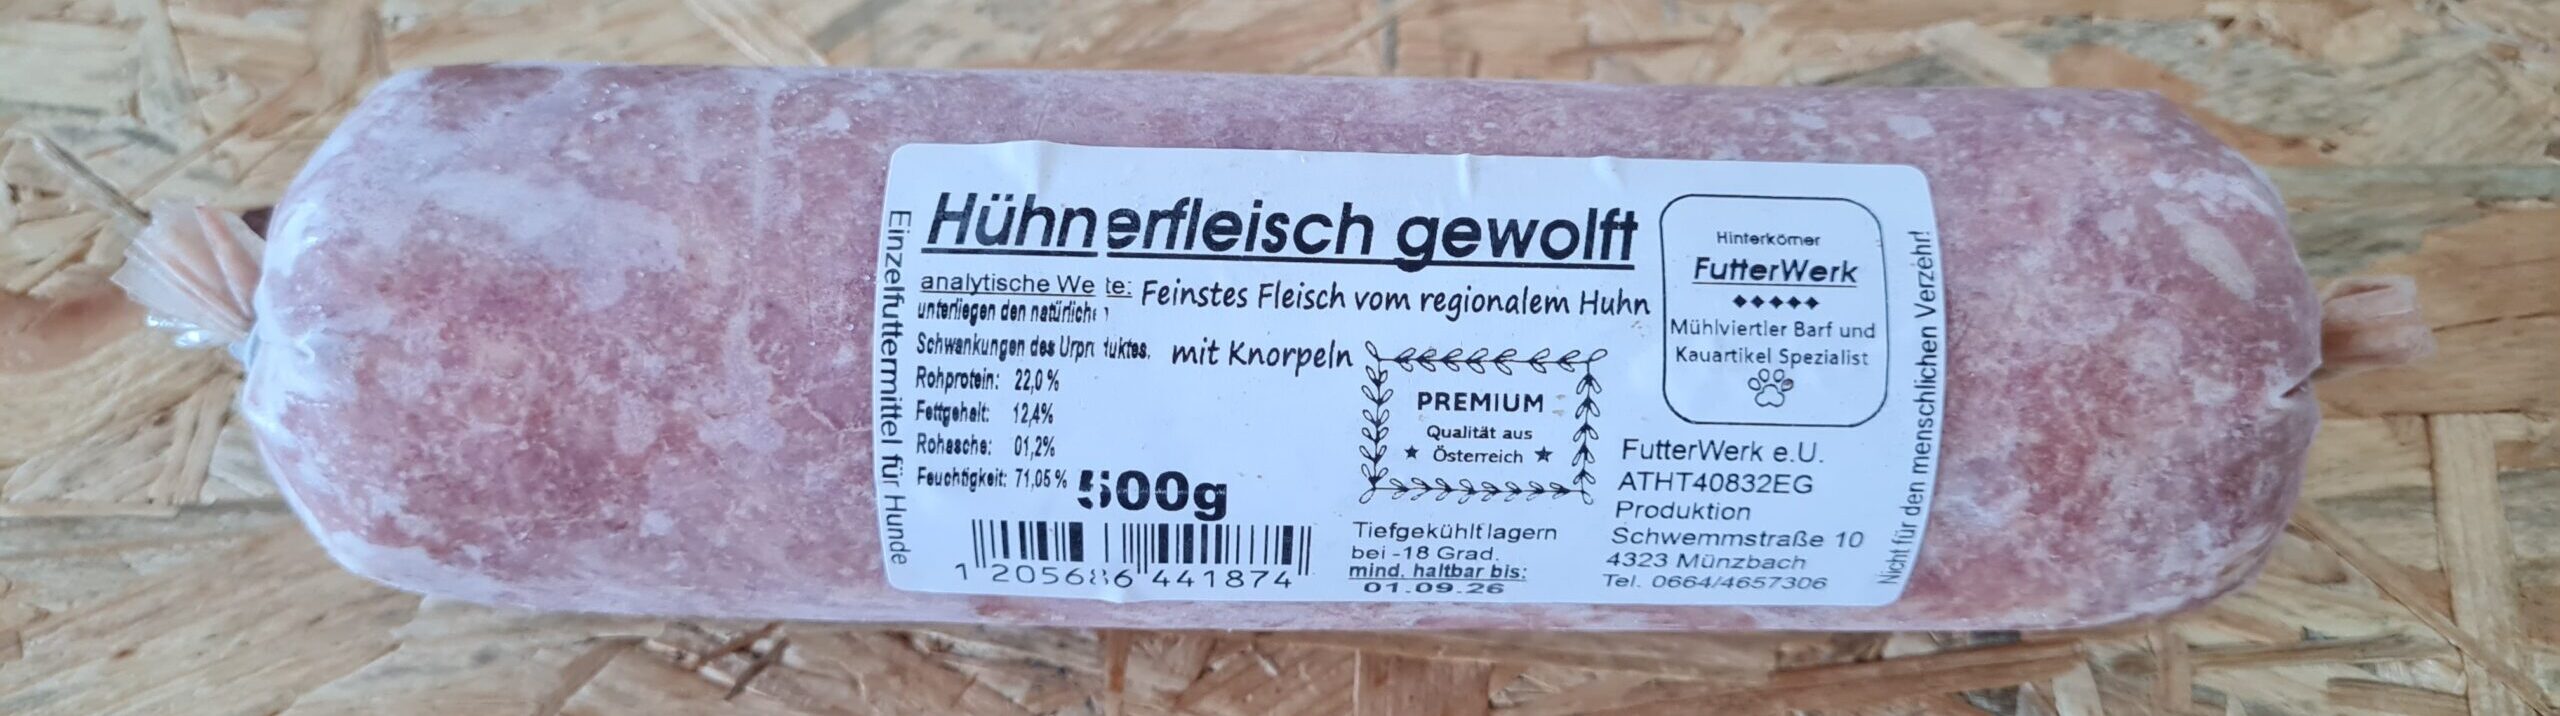 Einzelfuttermittel für Hunde
Hühnerfleisch gewolft
analytische We te:
unterliegen den natürliche
Schwankungen des Urproduktes.
Rohprotein: 22,0 %
Fettgehalt: 12,4%
Rohasche: 01,2%
Feuchtigkeit: 71,05 %
Feinstes Fleisch vom regionalem Huhn
mit Knorpeln
500g
1 205686 441874
PREMIUM
Qualität aus
★ Österreich ★
Tiefgekühlt lagern
bei -18 Grad.
mind. haltbar bis:
01.09.26
Hinterkörner
FutterWerk
◆◆◆◆◆
Mühlviertler Barf und
Kauartikel Spezialist
FutterWerk e.U.
ATHT40832EG
Produktion
Schwemmstraße 10
4323 Münzbach
Tel. 0664/4657306
Nicht für den menschlichen Verzehr!